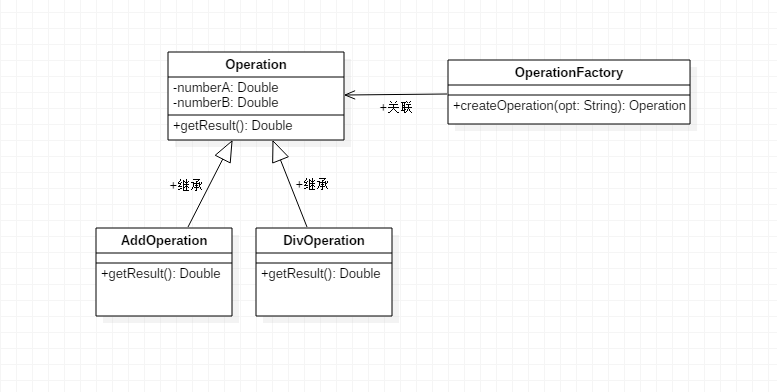 Operation
-numberA: Double
-numberB: Double
+getResult(): Double
OperationFactory
+createOperation(opt: String): Operation
+关联
+继承
+继承
AddOperation
+getResult(): Double
DivOperation
+getResult(): Double